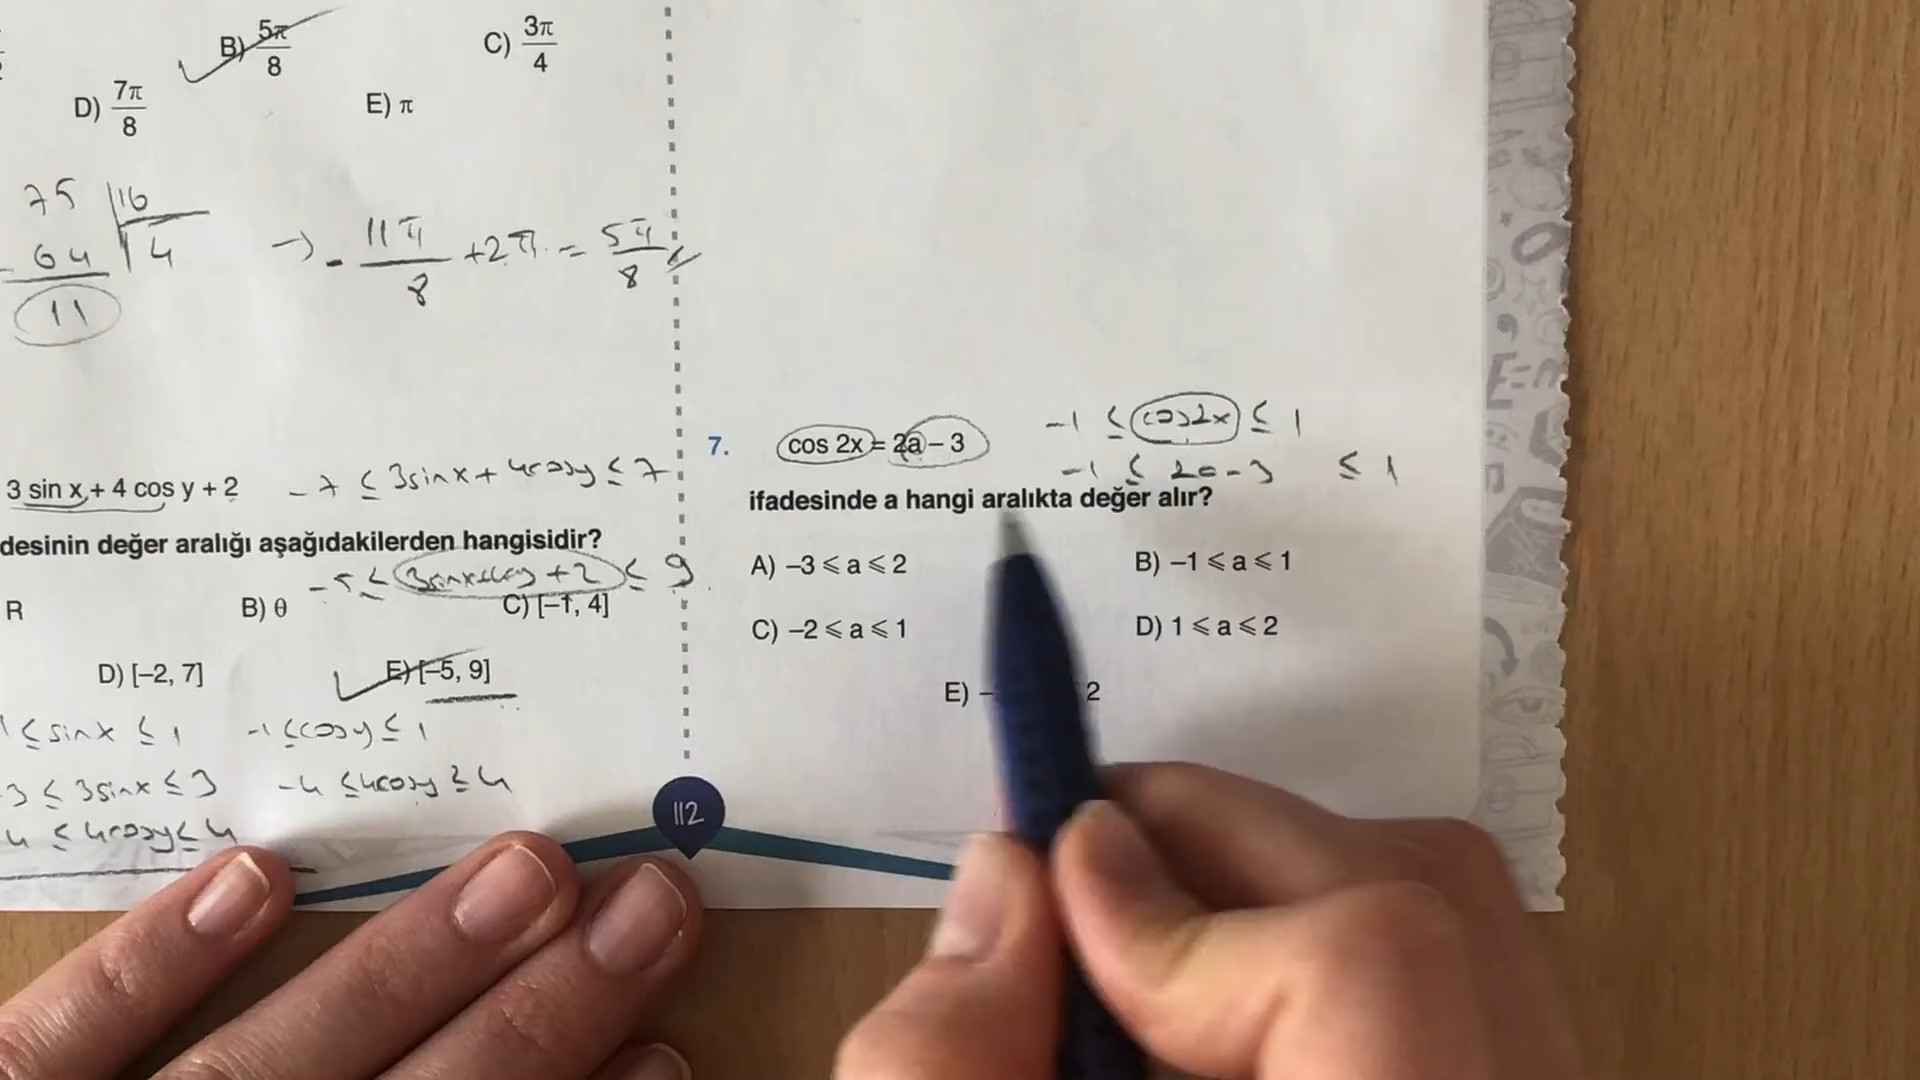 B) 5π/8
C) 3π/4
D) 7π/8
E) π
75 | 16
- 64 | 4
11
→ - 11π/8 + 2π = 5π/8
3 sin x + 4 cos y + 2
-7 ≤ 3sinx + 4cosy ≤ 7
desinin değer aralığı aşağıdakilerden hangisidir?
-5 ≤ 3sinx+4cosy + 2 ≤ 9
R
B) θ
C) [–1, 4]
D) [–2, 7]
E) [–5, 9]
1 ≤ sinx ≤ 1
-1 ≤ cosy ≤ 1
-3 ≤ 3sinx ≤ 3
-4 ≤ 4cosy ≥ 4
4 ≤ 4cosy ≤ 4
112
7. cos 2x = 2a – 3
-1 ≤ cos2x ≤ 1
-1 ≤ 2a-3 ≤ 1
ifadesinde a hangi aralıkta değer alır?
A) –3 ⩽ a ⩽ 2
B) –1 ⩽ a ⩽ 1
C) –2 ⩽ a ⩽ 1
D) 1 ⩽ a ⩽ 2
E) – 2